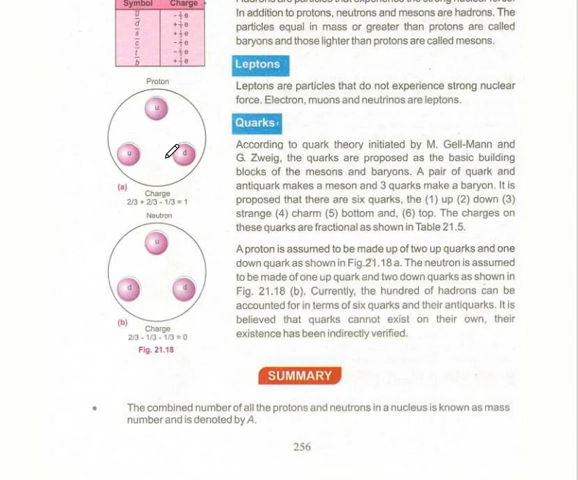 Symbol Charge
In addition to protons, neutrons and mesons are hadrons. The
particles equal in mass or greater than protons are called
baryons and those lighter than protons are called mesons.
Leptons
Leptons are particles that do not experience strong nuclear
force. Electron, muons and neutrinos are leptons.
Quarks
According to quark theory initiated by M. Gell-Mann and
G. Zweig, the quarks are proposed as the basic building
blocks of the mesons and baryons. A pair of quark and
antiquark makes a meson and 3 quarks make a baryon. It is
proposed that there are six quarks, the (1) up (2) down (3)
strange (4) charm (5) bottom and, (6) top. The charges on
these quarks are fractional as shown in Table 21.5.
A proton is assumed to be made up of two up quarks and one
down quark as shown in Fig.21.18 a. The neutron is assumed
to be made of one up quark and two down quarks as shown in
Fig. 21.18 (b). Currently, the hundred of hadrons can be
accounted for in terms of six quarks and their antiquarks. It is
believed that quarks cannot exist on their own, their
existence has been indirectly verified.
Proton
u
u d
(a)
Charge
2/3 + 2/3 - 1/3 = 1
Neutron
u
d d
(b)
Charge
2/3 - 1/3 - 1/3 = 0
Fig. 21.18
SUMMARY
• The combined number of all the protons and neutrons in a nucleus is known as mass
number and is denoted by A.
256